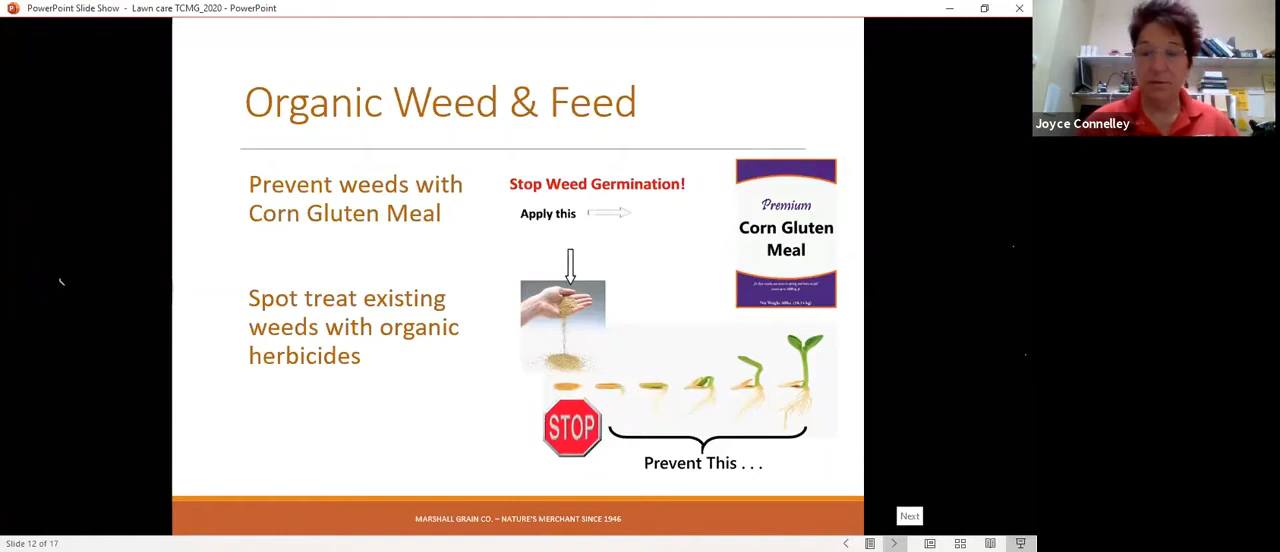 PowerPoint Slide Show - Lawn care TCMG_2020 - PowerPoint
Joyce Connelley
Organic Weed & Feed
Prevent weeds with
Corn Gluten Meal
Spot treat existing
weeds with organic
herbicides
Stop Weed Germination!
Apply this
Premium
Corn Gluten
Meal
STOP
Prevent This . . .
MARSHALL GRAIN CO. – NATURE'S MERCHANT SINCE 1946
Next
Slide 12 of 17